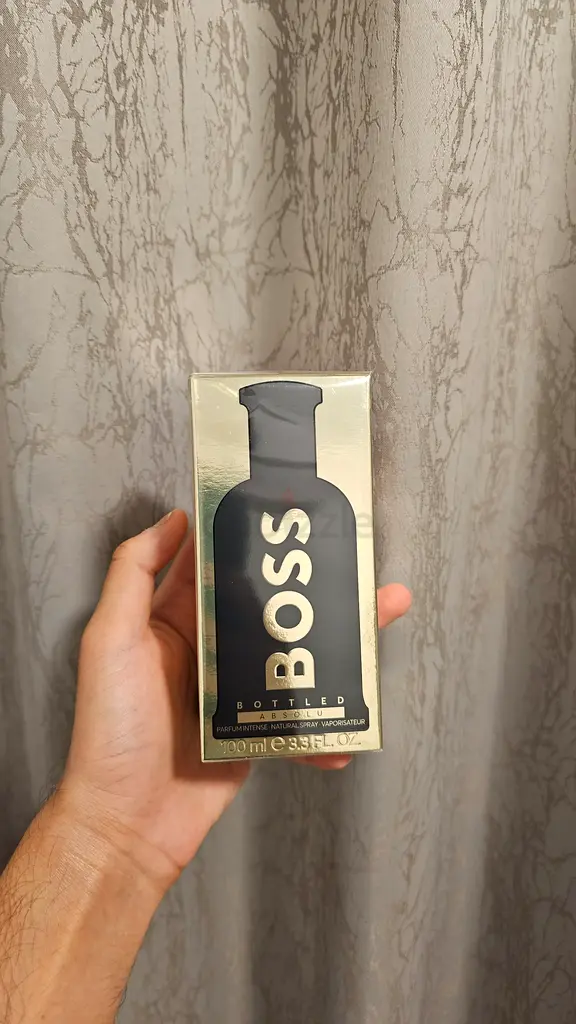 BOSS
BOTTLED
ABSOLU
PARFUM INTENSE · NATURAL SPRAY · VAPORISATEUR
100 ml ℮ 3.3 FL. OZ.